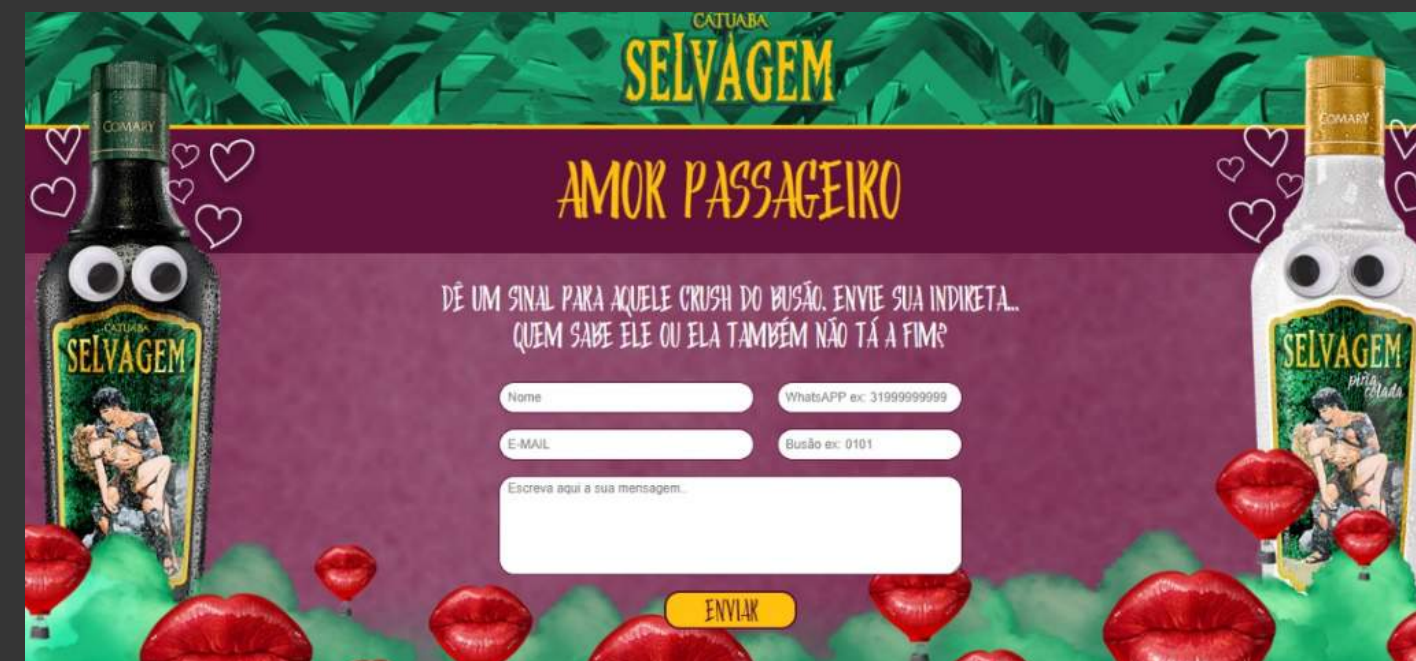 CATUABA
SELVAGEM
COMARY
COMARY
AMOR PASSAGEIRO
DÊ UM SINAL PARA AQUELE CRUSH DO BUSÃO. ENVIE SUA INDIRETA...
QUEM SABE ELE OU ELA TAMBÉM NÃO TÁ A FIM?
CATUABA
SELVAGEM
SELVAGEM
piña
colada
Nome
WhatsAPP ex: 31999999999
E-MAIL
Busão ex: 0101
Escreva aqui a sua mensagem..
ENVIAR